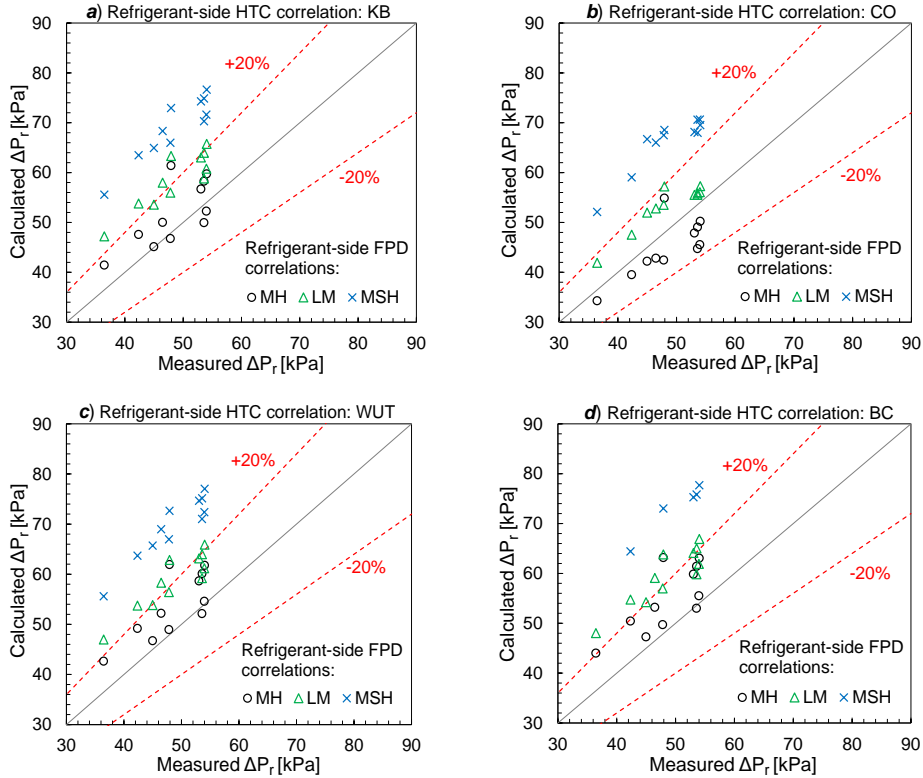 a) Refrigerant-side HTC correlation: KB
90
80
70
60
50
40
30
Calculated ΔPr [kPa]
+20%
-20%
Refrigerant-side FPD
correlations:
MH LM MSH
30 40 50 60 70 80 90
Measured ΔPr [kPa]
b) Refrigerant-side HTC correlation: CO
90
80
70
60
50
40
30
Calculated ΔPr [kPa]
+20%
-20%
Refrigerant-side FPD
correlations:
MH LM MSH
30 40 50 60 70 80 90
Measured ΔPr [kPa]
c) Refrigerant-side HTC correlation: WUT
90
80
70
60
50
40
30
Calculated ΔPr [kPa]
+20%
-20%
Refrigerant-side FPD
correlations:
MH LM MSH
30 40 50 60 70 80 90
Measured ΔPr [kPa]
d) Refrigerant-side HTC correlation: BC
90
80
70
60
50
40
30
Calculated ΔPr [kPa]
+20%
-20%
Refrigerant-side FPD
correlations:
MH LM MSH
30 40 50 60 70 80 90
Measured ΔPr [kPa]